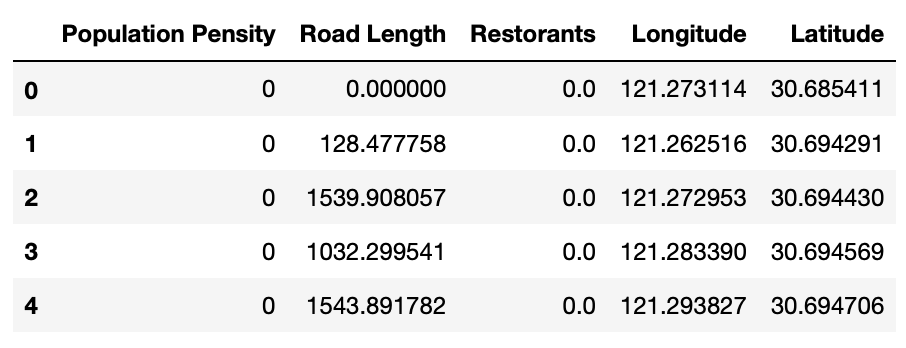 Population Pensity Road Length Restorants Longitude Latitude
0 0 0.000000 0.0 121.273114 30.685411
1 0 128.477758 0.0 121.262516 30.694291
2 0 1539.908057 0.0 121.272953 30.694430
3 0 1032.299541 0.0 121.283390 30.694569
4 0 1543.891782 0.0 121.293827 30.694706